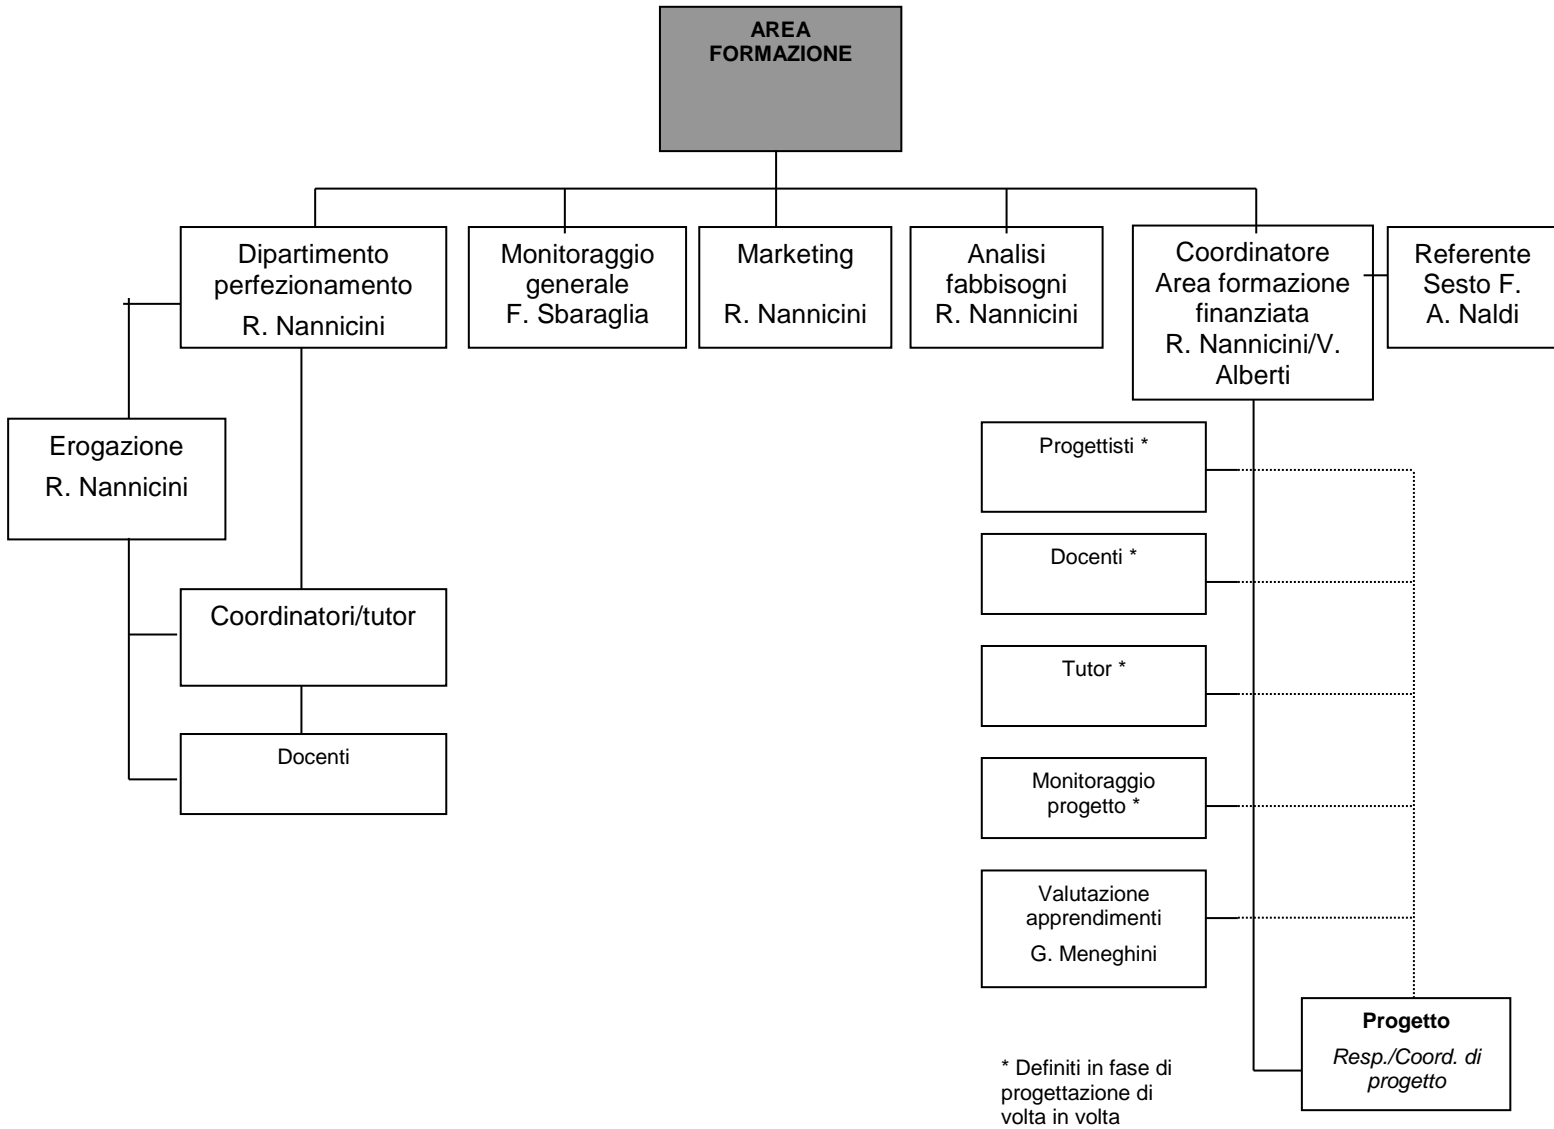 AREA
FORMAZIONE
Dipartimento
perfezionamento
R. Nannicini
Monitoraggio
generale
F. Sbaraglia
Marketing
R. Nannicini
Analisi
fabbisogni
R. Nannicini
Coordinatore
Area formazione
finanziata
R. Nannicini/V.
Alberti
Referente
Sesto F.
A. Naldi
Erogazione
R. Nannicini
Coordinatori/tutor
Docenti
Progettisti *
Docenti *
Tutor *
Monitoraggio
progetto *
Valutazione
apprendimenti
G. Meneghini
Progetto
Resp./Coord. di
progetto
* Definiti in fase di
progettazione di
volta in volta